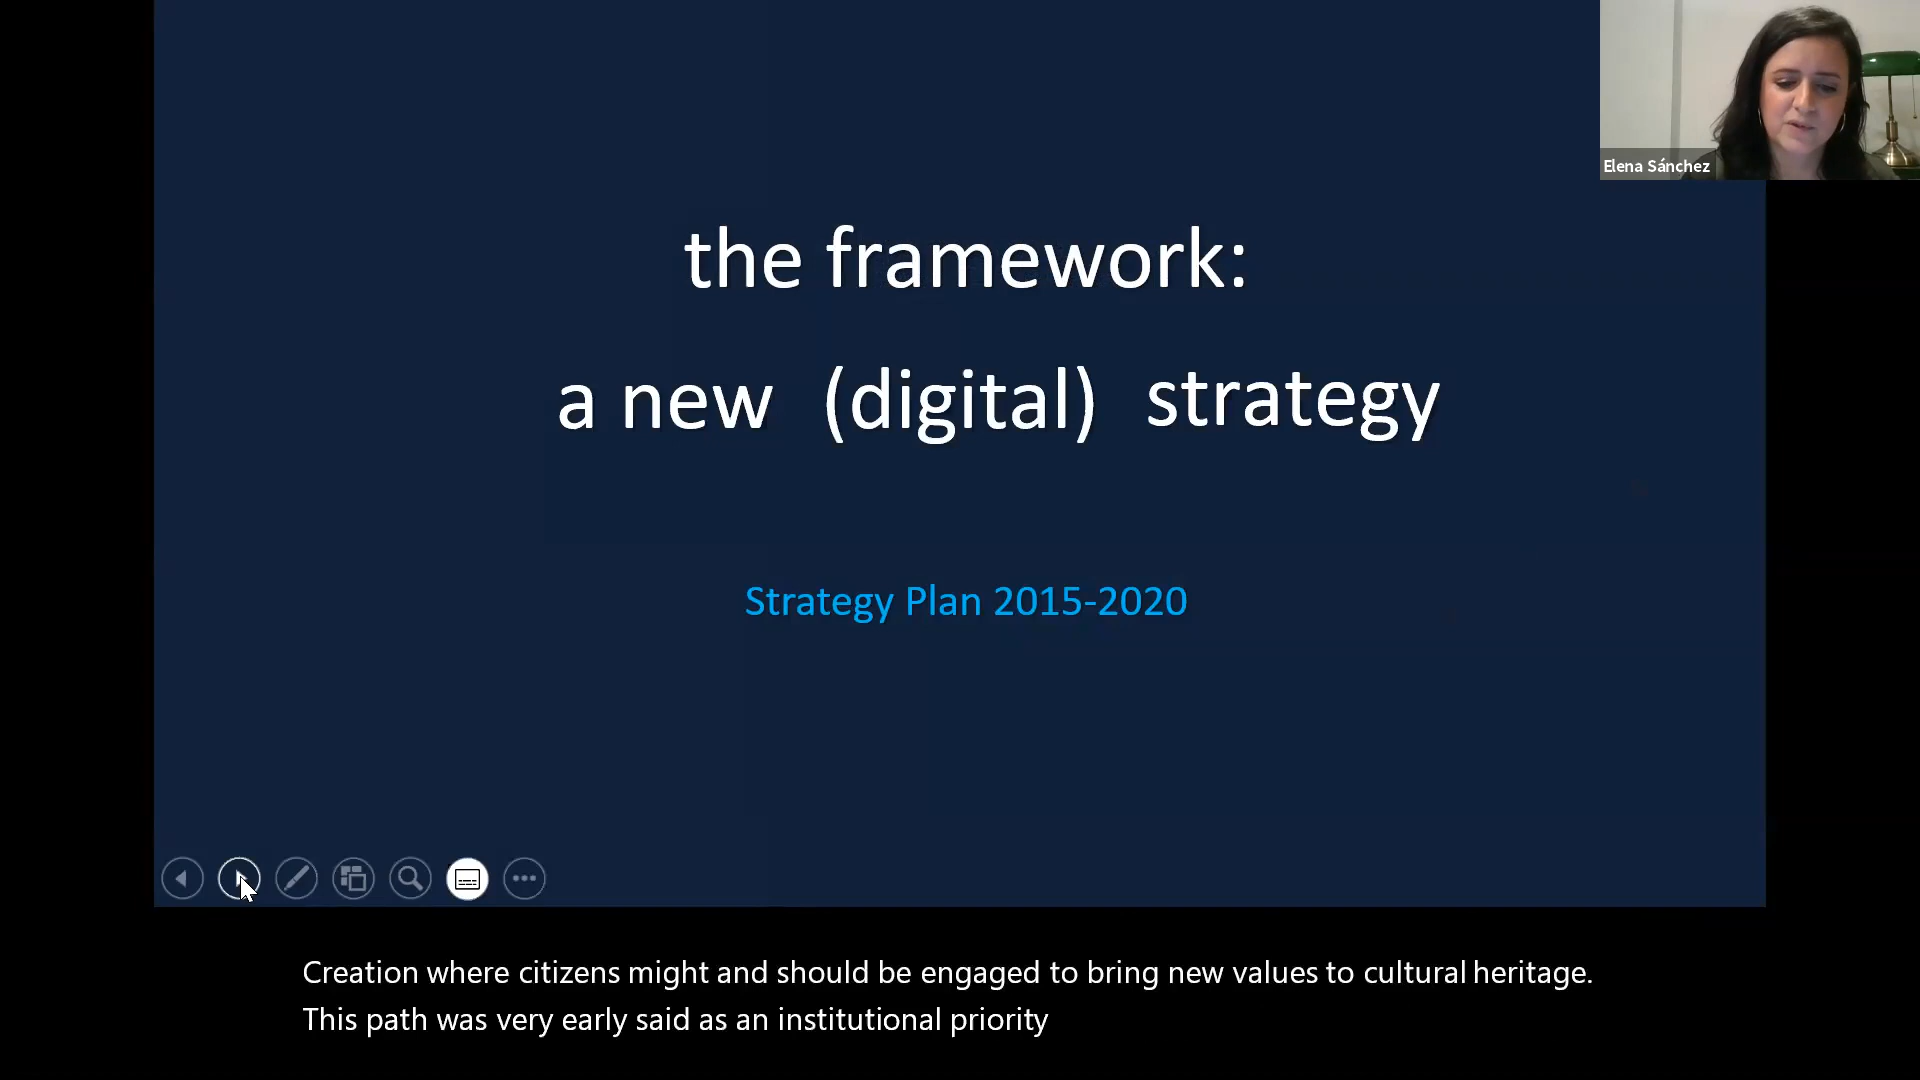 Elena Sánchez
the framework:
a new (digital) strategy
Strategy Plan 2015-2020
Creation where citizens might and should be engaged to bring new values to cultural heritage.
This path was very early said as an institutional priority